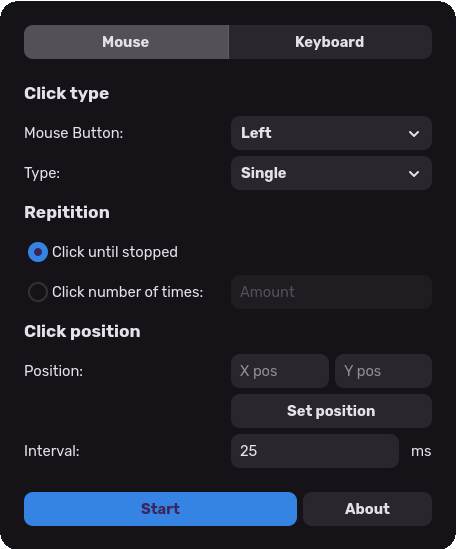 Mouse Keyboard
Click type
Mouse Button: Left
Type: Single
Repitition
Click until stopped
Click number of times: Amount
Click position
Position: X pos Y pos
Set position
Interval: 25 ms
Start About